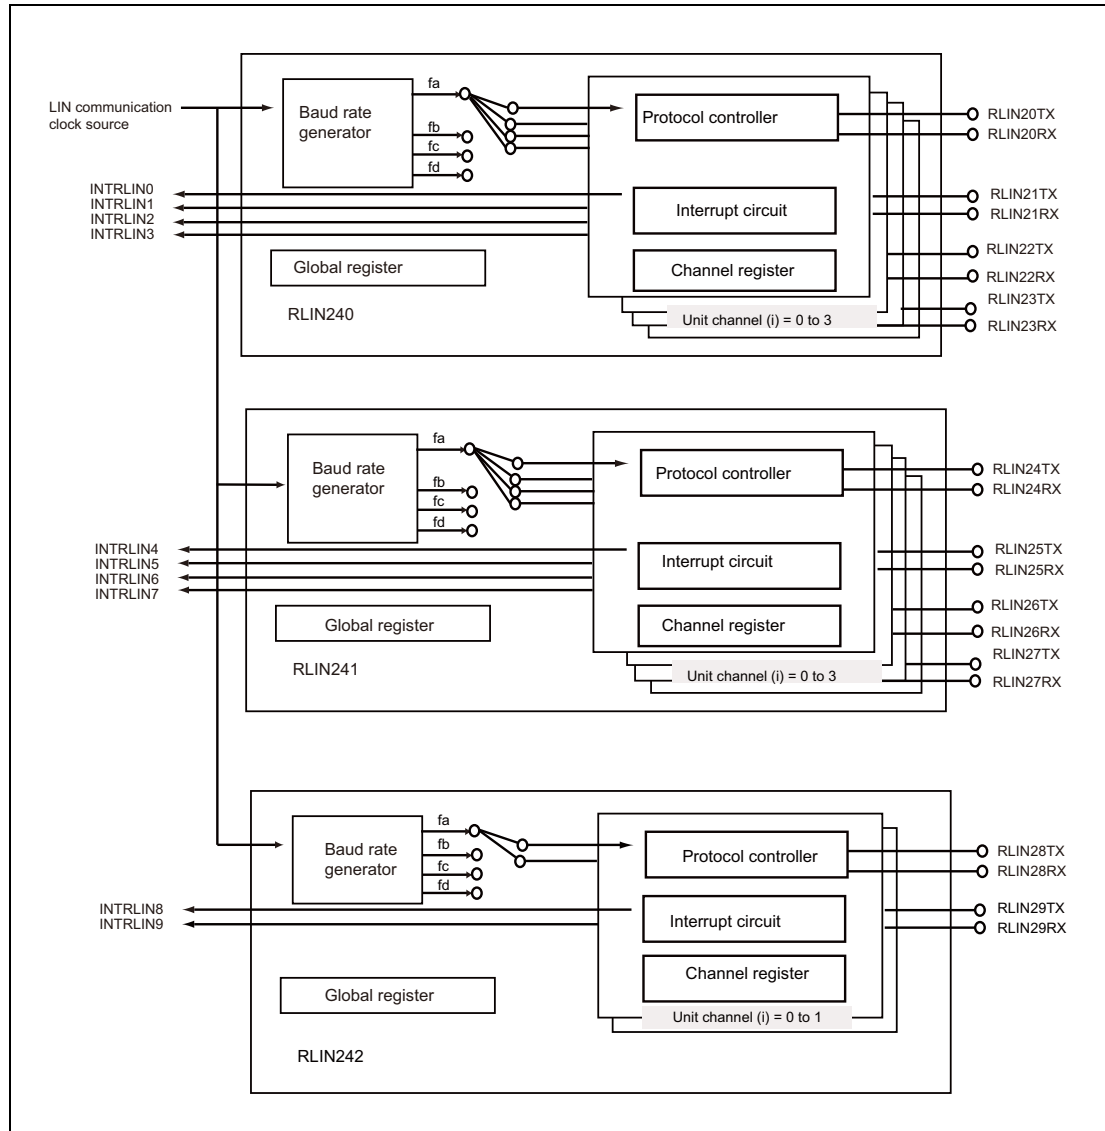 LIN communication
clock source
Baud rate
generator
fa
fb
fc
fd
Protocol controller
RLIN20TX
RLIN20RX
INTRLIN0
INTRLIN1
INTRLIN2
INTRLIN3
Interrupt circuit
RLIN21TX
RLIN21RX
Global register
Channel register
RLIN22TX
RLIN22RX
RLIN240
Unit channel (i) = 0 to 3
RLIN23TX
RLIN23RX
Baud rate
generator
fa
fb
fc
fd
Protocol controller
RLIN24TX
RLIN24RX
INTRLIN4
INTRLIN5
INTRLIN6
INTRLIN7
Interrupt circuit
RLIN25TX
RLIN25RX
Global register
Channel register
RLIN26TX
RLIN26RX
RLIN241
Unit channel (i) = 0 to 3
RLIN27TX
RLIN27RX
Baud rate
generator
fa
fb
fc
fd
Protocol controller
RLIN28TX
RLIN28RX
INTRLIN8
INTRLIN9
Interrupt circuit
RLIN29TX
RLIN29RX
Channel register
Global register
Unit channel (i) = 0 to 1
RLIN242